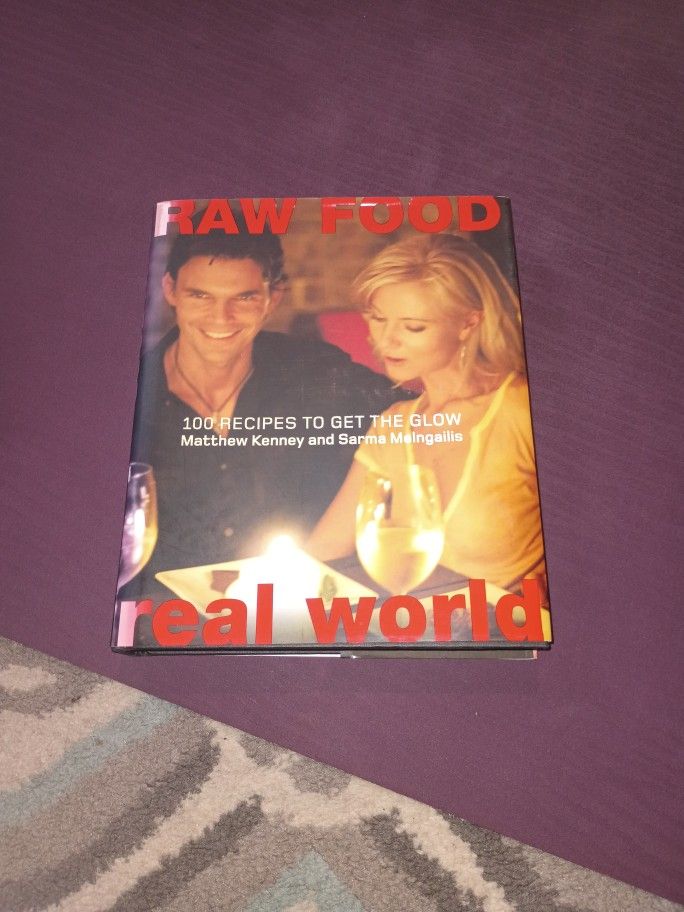 RAW FOOD
100 RECIPES TO GET THE GLOW
Matthew Kenney and Sarma Melngailis
real world